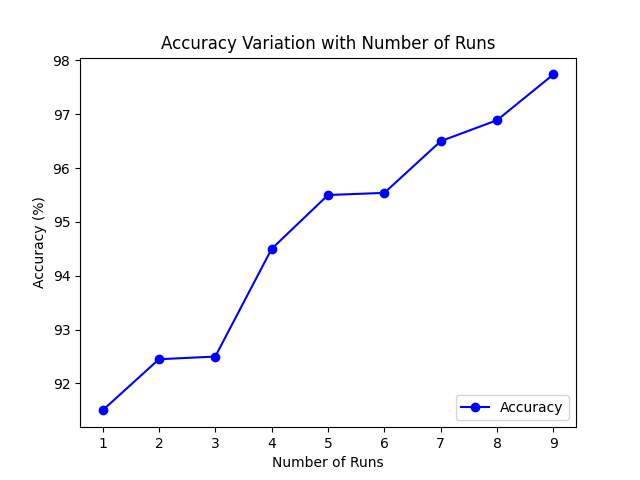 Accuracy Variation with Number of Runs
98
97
96
95
94
93
92
Accuracy (%)
1 2 3 4 5 6 7 8 9
Number of Runs
Accuracy